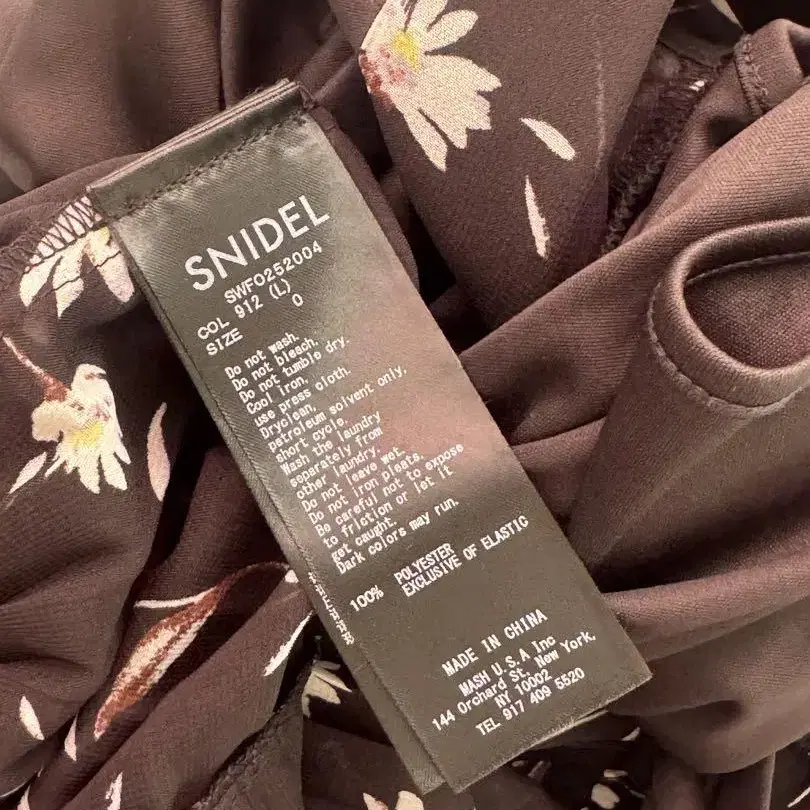 SNIDEL
SWFO252004
COL 912 (L)
SIZE 0
Do not wash.
Do not bleach.
Do not tumble dry.
Cool iron,
use press cloth.
Dryclean,
petroleum solvent only,
short cycle.
Wash the laundry
separately from
other laundry.
Do not leave wet.
Do not iron pleats.
Be careful not to expose
to friction or let it
get caught.
Dark colors may run.
100% POLYESTER
EXCLUSIVE OF ELASTIC
MADE IN CHINA
MASH U.S.A Inc
144 Orchard St, New York,
NY 10002
TEL 917 409 5520